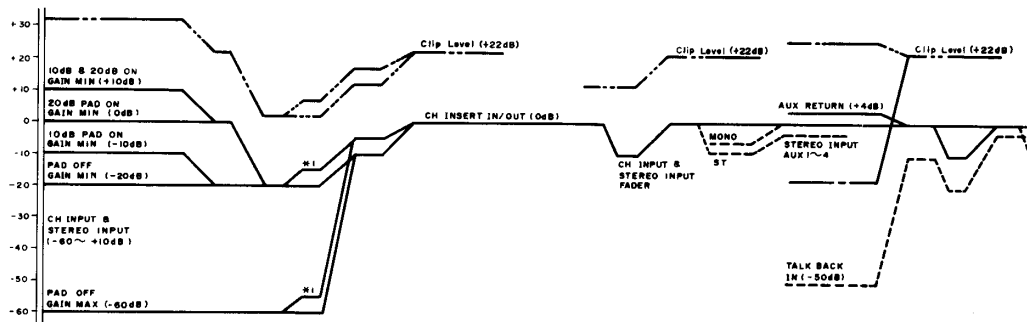 +30
+20
+10
0
-10
-20
-30
-40
-50
-60
10dB & 20dB ON
GAIN MIN (+10dB)
20dB PAD ON
GAIN MIN (0dB)
10dB PAD ON
GAIN MIN (-10dB)
PAD OFF
GAIN MIN (-20dB)
CH INPUT &
STEREO INPUT
(-60～ +10dB)
PAD OFF
GAIN MAX (-60dB)
*1
*1
Clip Level (+22dB)
CH INSERT IN/OUT (0dB)
CH INPUT &
STEREO INPUT
FADER
Clip Level (+22dB)
MONO
ST
AUX RETURN (+4dB)
STEREO INPUT
AUX 1～4
Clip Level (+22dB)
TALK BACK
IN (-50dB)